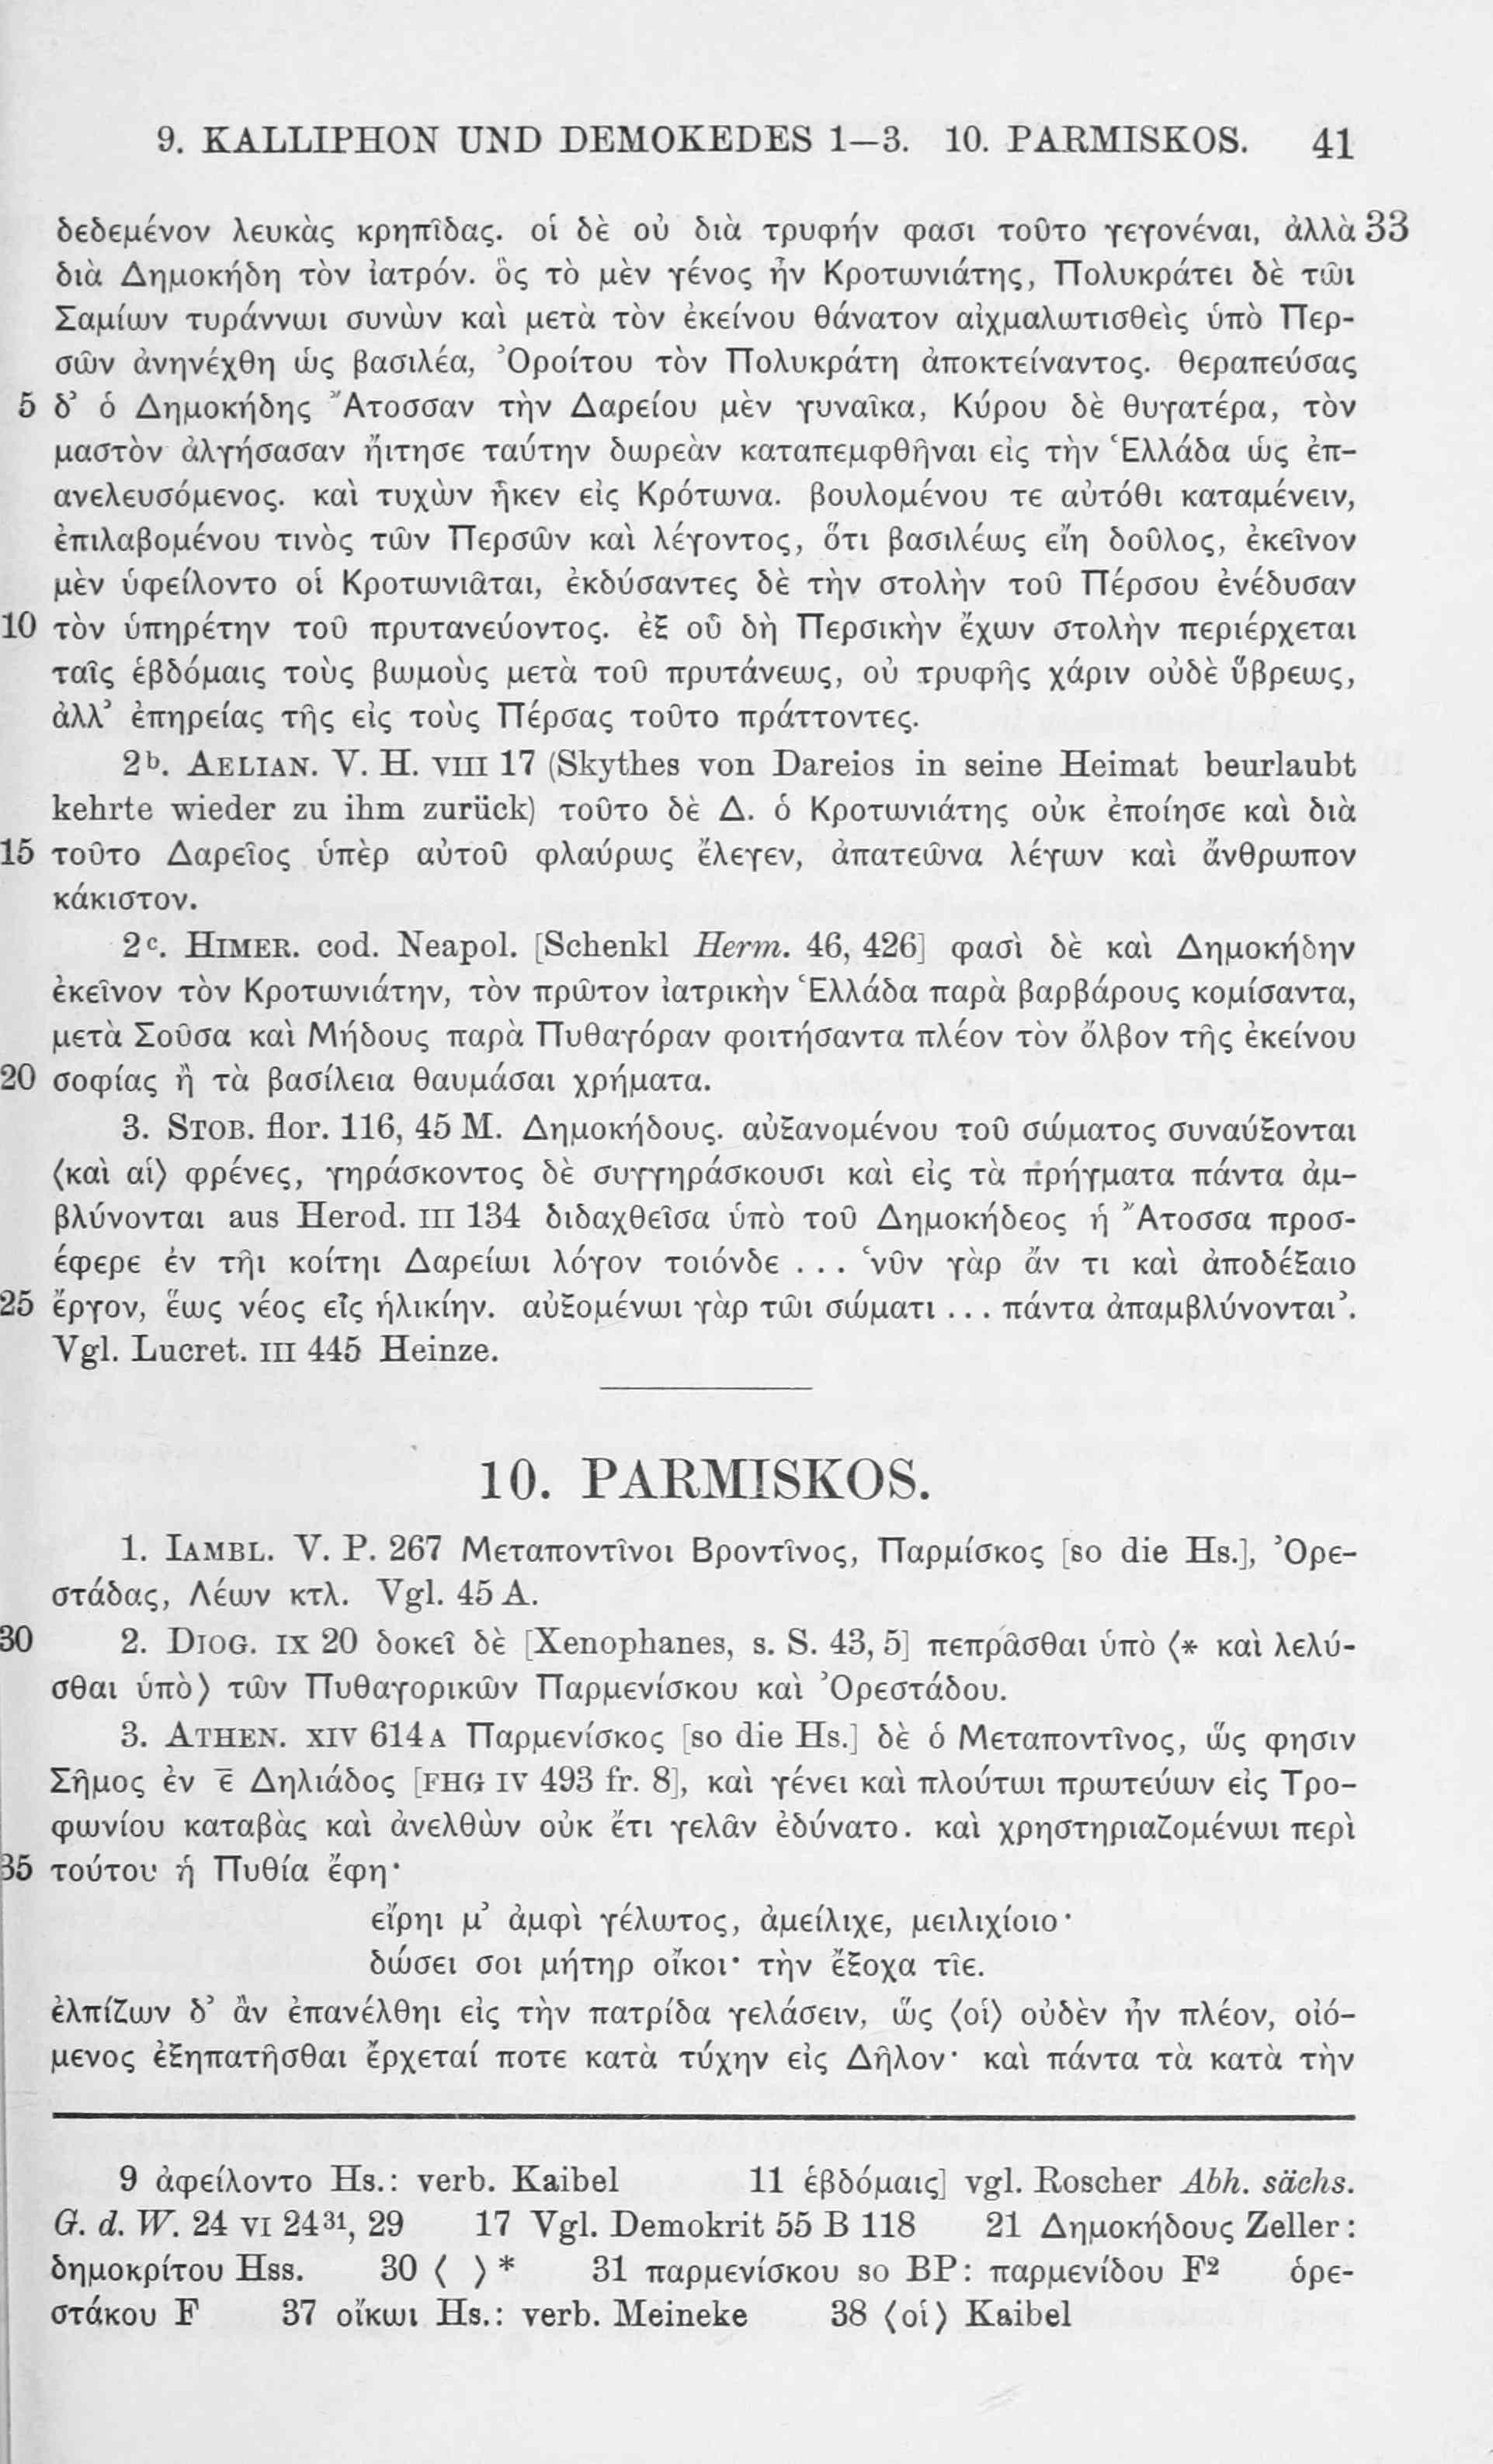 9. KALLIPHON UND DEMOKEDES 1—3. 10. PARMISKOS. 41
δεδεμένον λευκὰς κρηπῖδας. οἱ δὲ οὐ διὰ τρυφήν φασι τοῦτο γεγονέναι, ἀλλὰ 33
διὰ Δημοκήδη τὸν ἰατρόν. ὃς τὸ μὲν γένος ἦν Κροτωνιάτης, Πολυκράτει δὲ τῶι
Σαμίων τυράννωι συνὼν καὶ μετὰ τὸν ἐκείνου θάνατον αἰχμαλωτισθεὶς ὑπὸ Περ-
σῶν ἀνηνέχθη ὡς βασιλέα, Ὀροίτου τὸν Πολυκράτη ἀποκτείναντος. θεραπεύσας
5 δ᾽ ὁ Δημοκήδης Ἄτοσσαν τὴν Δαρείου μὲν γυναῖκα, Κύρου δὲ θυγατέρα, τὸν
μαστὸν ἀλγήσασαν ἤιτησε ταύτην δωρεὰν καταπεμφθῆναι εἰς τὴν Ἑλλάδα ὡς ἐπ-
ανελευσόμενος. καὶ τυχὼν ἧκεν εἰς Κρότωνα. βουλομένου τε αὐτόθι καταμένειν,
ἐπιλαβομένου τινὸς τῶν Περσῶν καὶ λέγοντος, ὅτι βασιλέως εἴη δοῦλος, ἐκεῖνον
μὲν ὑφείλοντο οἱ Κροτωνιᾶται, ἐκδύσαντες δὲ τὴν στολὴν τοῦ Πέρσου ἐνέδυσαν
10 τὸν ὑπηρέτην τοῦ πρυτανεύοντος. ἐξ οὗ δὴ Περσικὴν ἔχων στολὴν περιέρχεται
ταῖς ἑβδόμαις τοὺς βωμοὺς μετὰ τοῦ πρυτάνεως, οὐ τρυφῆς χάριν οὐδὲ ὕβρεως,
ἀλλ᾽ ἐπηρείας τῆς εἰς τοὺς Πέρσας τοῦτο πράττοντες.
2b. AELIAN. V. H. VIII 17 (Skythes von Dareios in seine Heimat beurlaubt
kehrte wieder zu ihm zurück) τοῦτο δὲ Δ. ὁ Κροτωνιάτης οὐκ ἐποίησε καὶ διὰ
15 τοῦτο Δαρεῖος ὑπὲρ αὐτοῦ φλαύρως ἔλεγεν, ἀπατεῶνα λέγων καὶ ἄνθρωπον
κάκιστον.
2c. HIMER. cod. Neapol. [Schenkl Herm. 46, 426] φασὶ δὲ καὶ Δημοκήδην
ἐκεῖνον τὸν Κροτωνιάτην, τὸν πρῶτον ἰατρικὴν Ἑλλάδα παρὰ βαρβάρους κομίσαντα,
μετὰ Σοῦσα καὶ Μήδους παρὰ Πυθαγόραν φοιτήσαντα πλέον τὸν ὄλβον τῆς ἐκείνου
20 σοφίας ἢ τὰ βασίλεια θαυμάσαι χρήματα.
3. STOB. flor. 116, 45 M. Δημοκήδους. αὐξανομένου τοῦ σώματος συναύξονται
⟨καὶ αἱ⟩ φρένες, γηράσκοντος δὲ συγγηράσκουσι καὶ εἰς τὰ πρήγματα πάντα ἀμ-
βλύνονται aus Herod. III 134 διδαχθεῖσα ὑπὸ τοῦ Δημοκήδεος ἡ Ἄτοσσα προσ-
έφερε ἐν τῆι κοίτηι Δαρείωι λόγον τοιόνδε ... ‘νῦν γὰρ ἄν τι καὶ ἀποδέξαιο
25 ἔργον, ἕως νέος εἶς ἡλικίην. αὐξομένωι γὰρ τῶι σώματι ... πάντα ἀπαμβλύνονται’.
Vgl. Lucret. III 445 Heinze.
10. PARMISKOS.
1. IAMBL. V. P. 267 Μεταποντῖνοι Βροντῖνος, Παρμίσκος [so die Hs.], Ὀρε-
στάδας, Λέων κτλ. Vgl. 45 A.
30 2. DIOG. IX 20 δοκεῖ δὲ [Xenophanes, s. S. 43, 5] πεπρᾶσθαι ὑπὸ ⟨* καὶ λελύ-
σθαι ὑπὸ⟩ τῶν Πυθαγορικῶν Παρμενίσκου καὶ Ὀρεστάδου.
3. ATHEN. XIV 614 A Παρμενίσκος [so die Hs.] δὲ ὁ Μεταποντῖνος, ὥς φησιν
Σῆμος ἐν ε̅ Δηλιάδος [FHG IV 493 fr. 8], καὶ γένει καὶ πλούτωι πρωτεύων εἰς Τρο-
φωνίου καταβὰς καὶ ἀνελθὼν οὐκ ἔτι γελᾶν ἐδύνατο. καὶ χρηστηριαζομένωι περὶ
35 τούτου ἡ Πυθία ἔφη·
εἴρηι μ᾽ ἀμφὶ γέλωτος, ἀμείλιχε, μειλιχίοιο·
δώσει σοι μήτηρ οἴκοι· τὴν ἔξοχα τῖε.
ἐλπίζων δ᾽ ἂν ἐπανέλθηι εἰς τὴν πατρίδα γελάσειν, ὥς ⟨οἱ⟩ οὐδὲν ἦν πλέον, οἰό-
μενος ἐξηπατῆσθαι ἔρχεταί ποτε κατὰ τύχην εἰς Δῆλον· καὶ πάντα τὰ κατὰ τὴν
9 ἀφείλοντο Hs.: verb. Kaibel 11 ἑβδόμαις] vgl. Roscher Abh. sächs.
G. d. W. 24 VI 24 31, 29 17 Vgl. Demokrit 55 B 118 21 Δημοκήδους Zeller:
δημοκρίτου Hss. 30 ⟨ ⟩ * 31 παρμενίσκου so BP: παρμενίδου F2 ὀρε-
στάκου F 37 οἴκωι Hs.: verb. Meineke 38 ⟨οἱ⟩ Kaibel